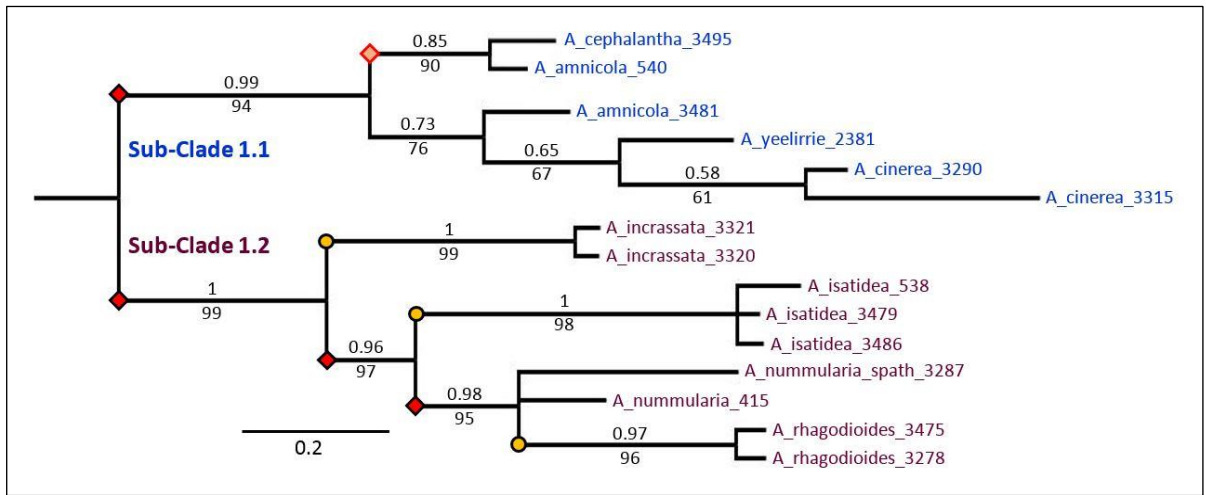 0.85
A_cephalantha_3495
90
A_amnicola_540
0.99
94
A_amnicola_3481
0.73
76
Sub-Clade 1.1
A_yeelirrie_2381
0.65
67
A_cinerea_3290
0.58
61
A_cinerea_3315
Sub-Clade 1.2
1
99
A_incrassata_3321
A_incrassata_3320
1
99
A_isatidea_538
1
98
A_isatidea_3479
A_isatidea_3486
0.96
97
A_nummularia_spath_3287
0.98
95
A_nummularia_415
0.97
96
A_rhagodioides_3475
A_rhagodioides_3278
0.2